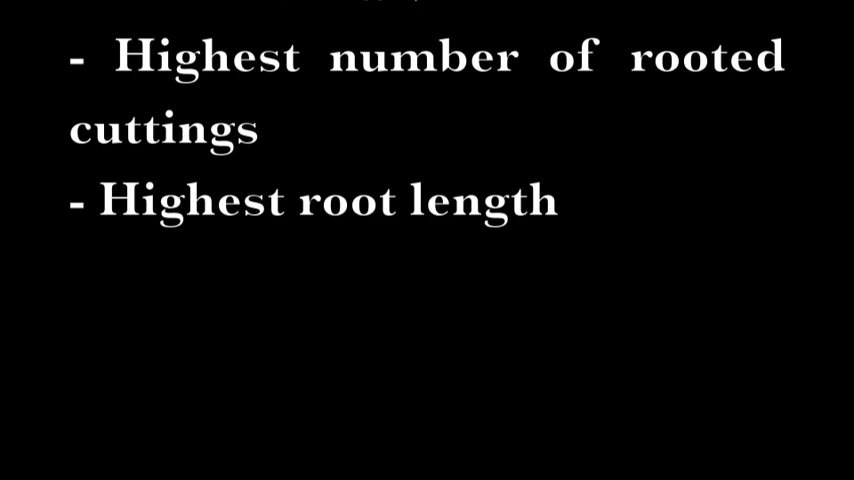 - Highest number of rooted
cuttings
- Highest root length